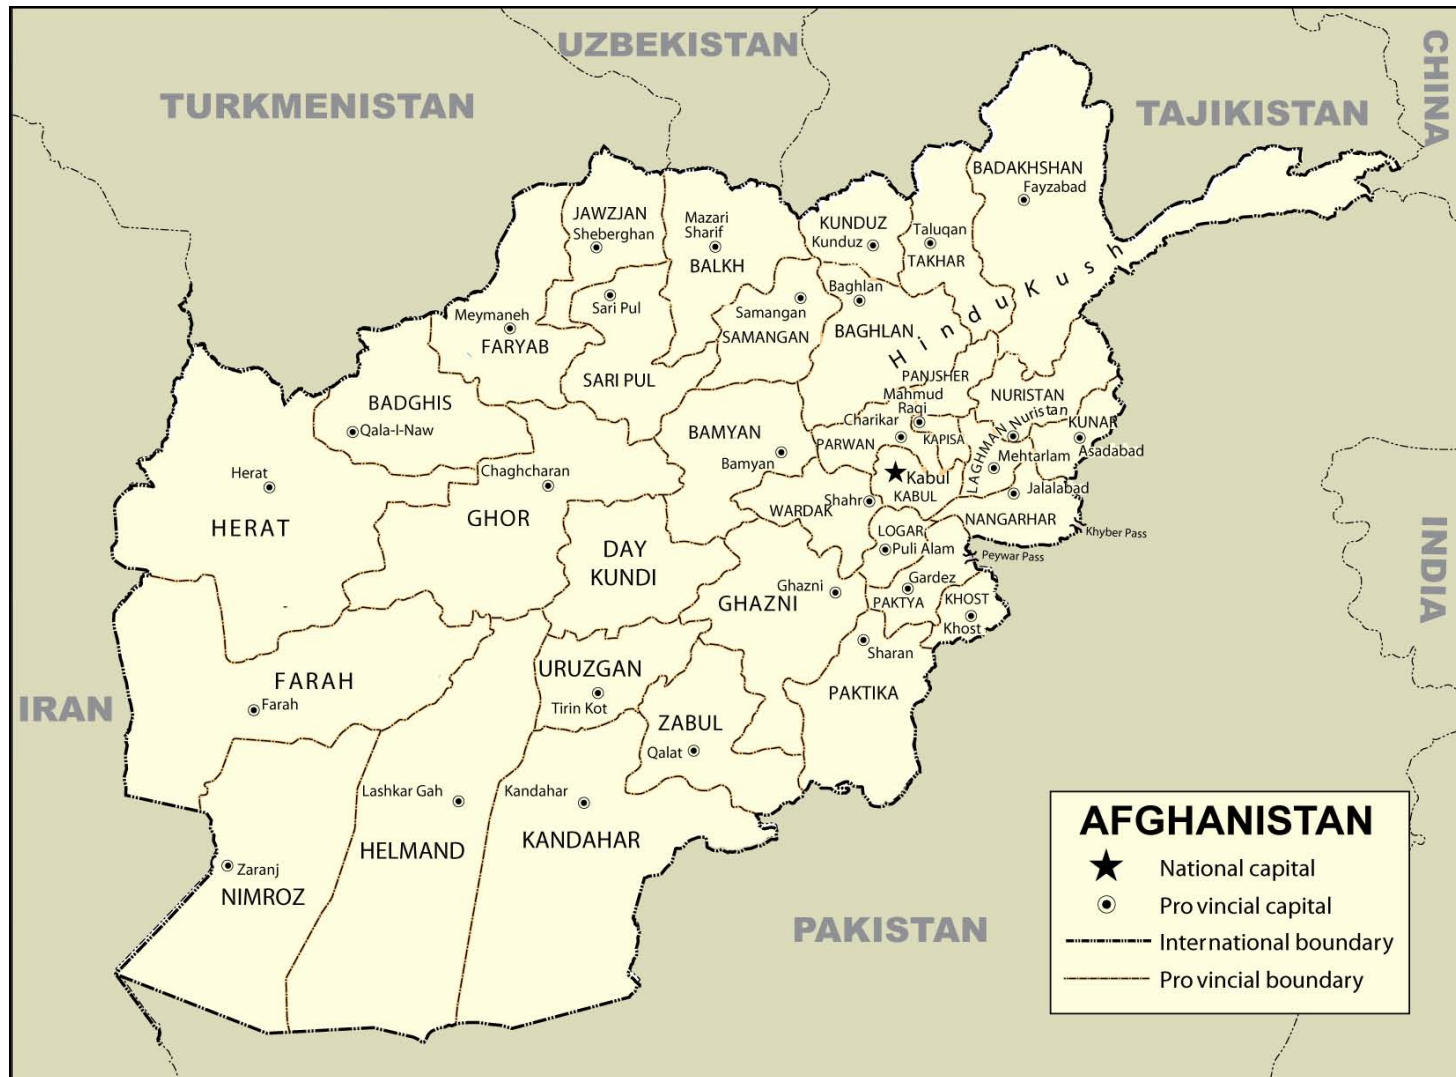 UZBEKISTAN
TURKMENISTAN
TAJIKISTAN
CHINA
BADAKHSHAN
Fayzabad
JAWZJAN
Sheberghan
Mazari
Sharif
BALKH
KUNDUZ
Kunduz
Taluqan
TAKHAR
Hindu Kush
Sari Pul
Samangan
SAMANGAN
Baghlan
BAGHLAN
Meymaneh
FARYAB
SARI PUL
PANJSHER
BADGHIS
Qala-I-Naw
BAMYAN
Bamyan
Mahmud
Raqi
Charikar
PARWAN
KAPISA
NURISTAN
Nuristan
LAGHMAN
Mehtarlam
KUNAR
Asadabad
Herat
HERAT
Chaghcharan
GHOR
Kabul
KABUL
Shahr
WARDAK
Jalalabad
NANGARHAR
Khyber Pass
LOGAR
Puli Alam
Peywar Pass
DAY
KUNDI
Ghazni
GHAZNI
Gardez
PAKTYA
KHOST
Khost
INDIA
FARAH
Farah
URUZGAN
Tirin Kot
Sharan
PAKTIKA
ZABUL
Qalat
IRAN
Lashkar Gah
HELMAND
Kandahar
KANDAHAR
Zaranj
NIMROZ
PAKISTAN
AFGHANISTAN
National capital
Provincial capital
International boundary
Provincial boundary